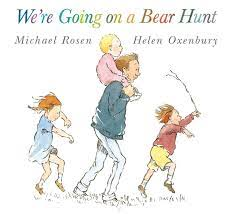 We're Going on a Bear Hunt
Michael Rosen Helen Oxenbury